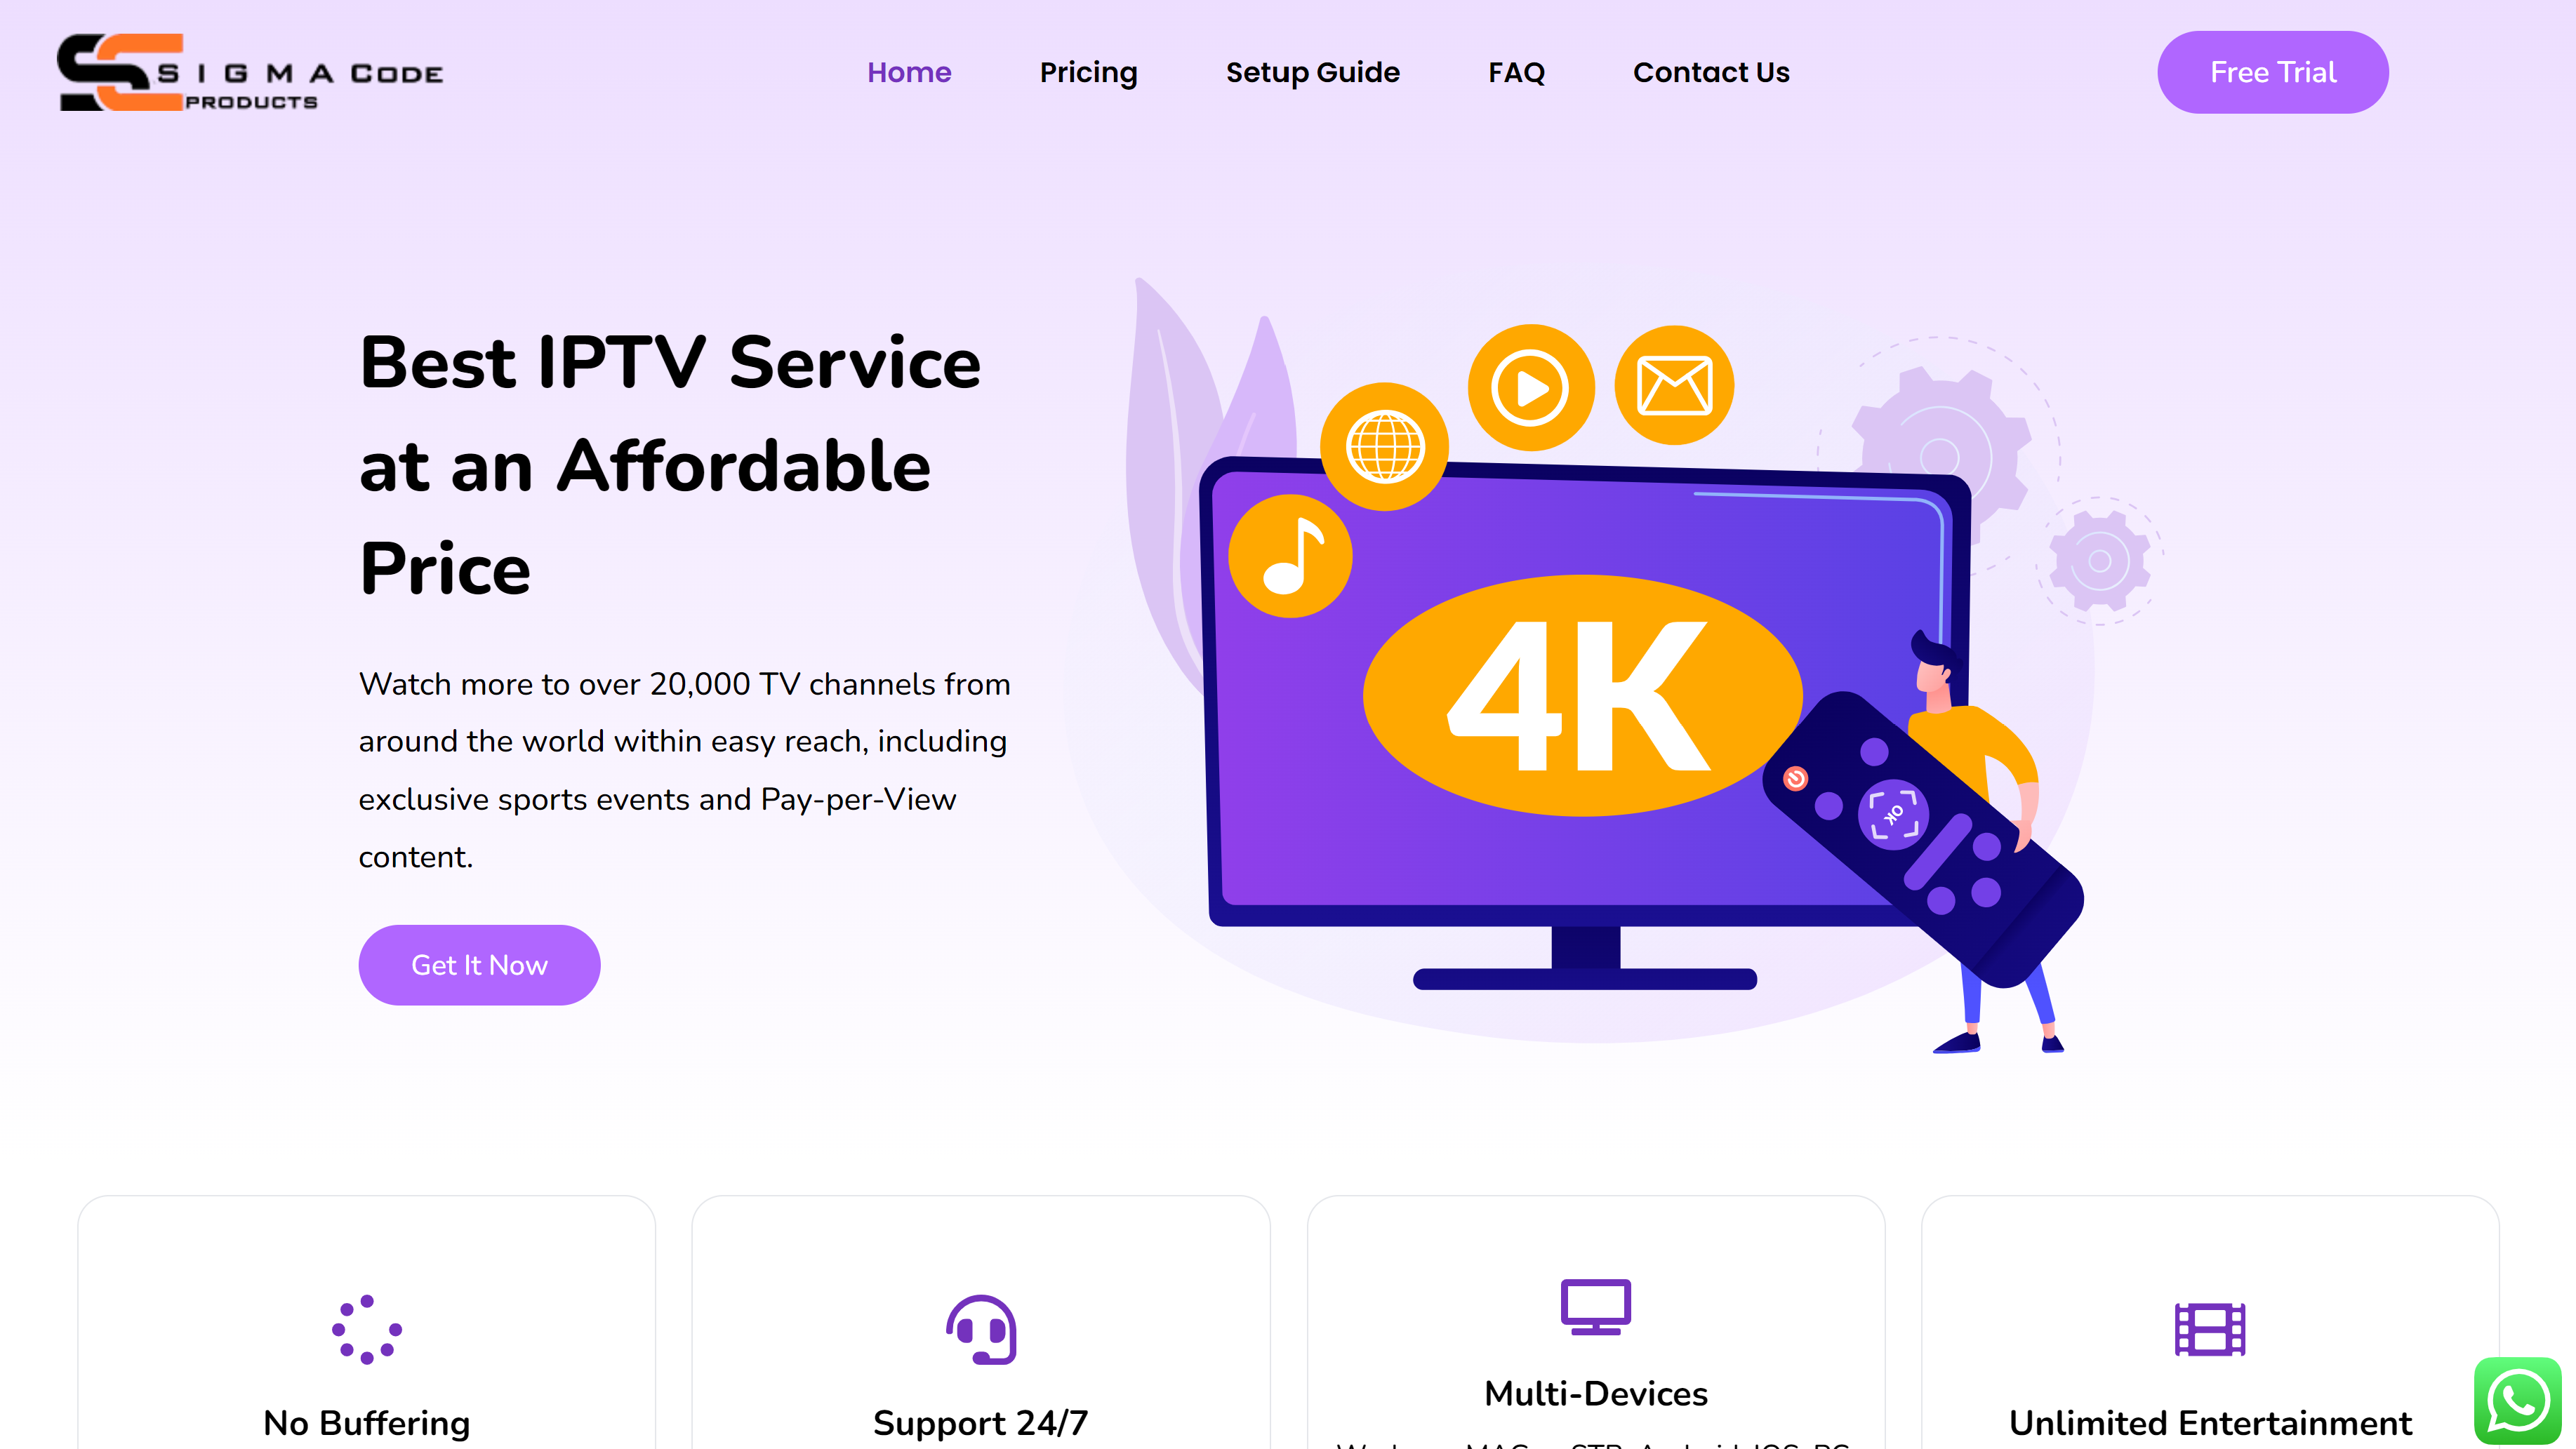 SIGMA CODE
PRODUCTS
Home
Pricing
Setup Guide
FAQ
Contact Us
Free Trial
Best IPTV Service
at an Affordable
Price
Watch more to over 20,000 TV channels from
around the world within easy reach, including
exclusive sports events and Pay-per-View
content.
Get It Now
4K
OK
No Buffering
Support 24/7
Multi-Devices
Unlimited Entertainment